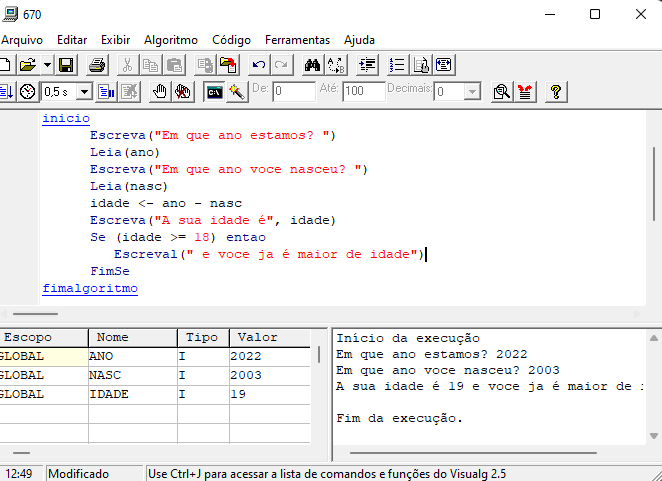 670
Arquivo Editar Exibir Algoritmo Código Ferramentas Ajuda
0,5 s De: 0 Até: 100 Decimais: 0
inicio
Escreva("Em que ano estamos? ")
Leia(ano)
Escreva("Em que ano voce nasceu? ")
Leia(nasc)
idade <- ano - nasc
Escreva("A sua idade é", idade)
Se (idade >= 18) entao
Escreval(" e voce ja é maior de idade")
FimSe
fimalgoritmo
Escopo Nome Tipo Valor
GLOBAL ANO I 2022
GLOBAL NASC I 2003
GLOBAL IDADE I 19
Início da execução
Em que ano estamos? 2022
Em que ano voce nasceu? 2003
A sua idade é 19 e voce ja é maior de
Fim da execução.
12:49 Modificado Use Ctrl+J para acessar a lista de comandos e funções do Visualg 2.5